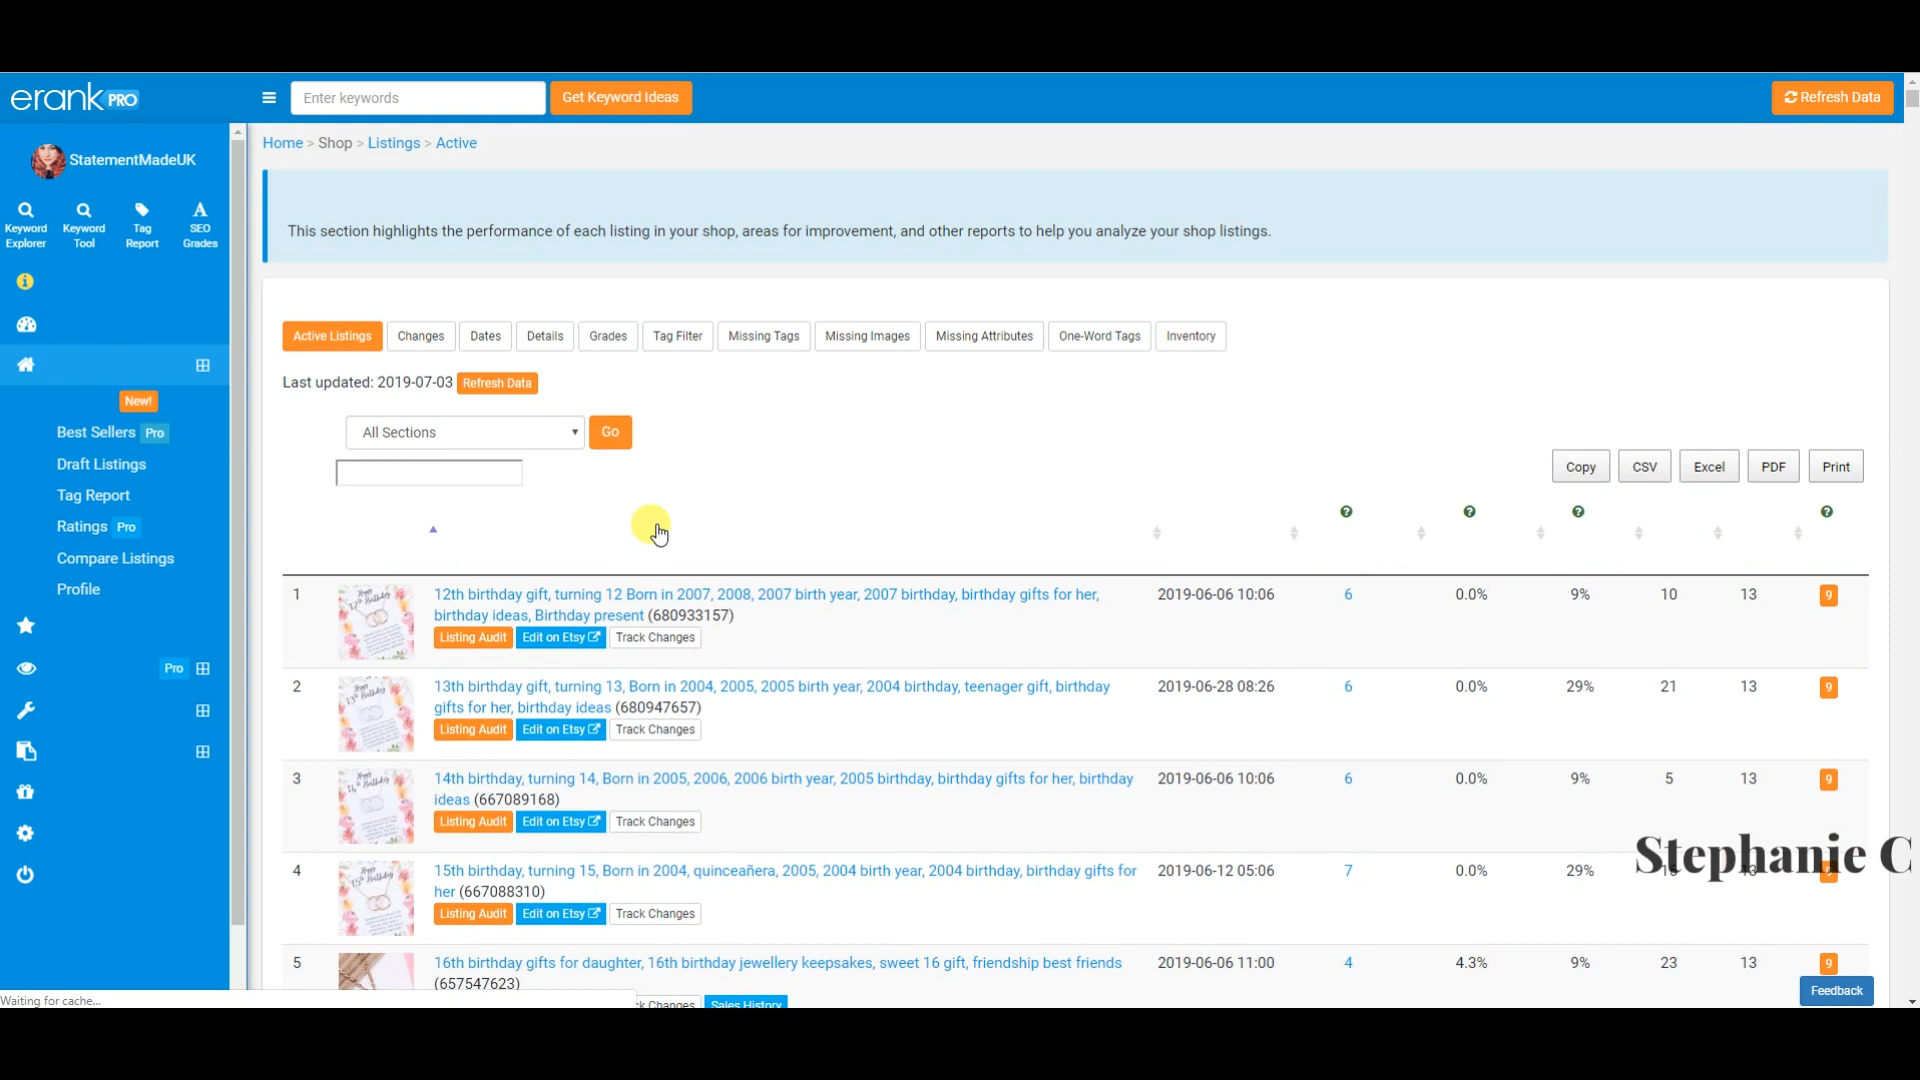 erank PRO
Enter keywords
Get Keyword Ideas
Refresh Data
StatementMadeUK
Keyword Explorer
Keyword Tool
Tag Report
A
SEO Grades
New!
Best Sellers Pro
Draft Listings
Tag Report
Ratings Pro
Compare Listings
Profile
Pro
Home > Shop > Listings > Active
This section highlights the performance of each listing in your shop, areas for improvement, and other reports to help you analyze your shop listings.
Active Listings Changes Dates Details Grades Tag Filter Missing Tags Missing Images Missing Attributes One-Word Tags Inventory
Last updated: 2019-07-03 Refresh Data
All Sections Go
Copy CSV Excel PDF Print
1 12th birthday gift, turning 12 Born in 2007, 2008, 2007 birth year, 2007 birthday, birthday gifts for her, 2019-06-06 10:06 6 0.0% 9% 10 13 9
birthday ideas, Birthday present (680933157)
Listing Audit Edit on Etsy Track Changes
2 13th birthday gift, turning 13, Born in 2004, 2005, 2005 birth year, 2004 birthday, teenager gift, birthday 2019-06-28 08:26 6 0.0% 29% 21 13 9
gifts for her, birthday ideas (680947657)
Listing Audit Edit on Etsy Track Changes
3 14th birthday, turning 14, Born in 2005, 2006, 2006 birth year, 2005 birthday, birthday gifts for her, birthday 2019-06-06 10:06 6 0.0% 9% 5 13 9
ideas (667089168)
Listing Audit Edit on Etsy Track Changes
4 15th birthday, turning 15, Born in 2004, quinceañera, 2005, 2004 birth year, 2004 birthday, birthday gifts for 2019-06-12 05:06 7 0.0% 29% 13
her (667088310)
Listing Audit Edit on Etsy Track Changes
Stephanie C
5 16th birthday gifts for daughter, 16th birthday jewellery keepsakes, sweet 16 gift, friendship best friends 2019-06-06 11:00 4 4.3% 9% 23 13 9
(657547623)
Changes Sales History
Feedback
Waiting for cache...